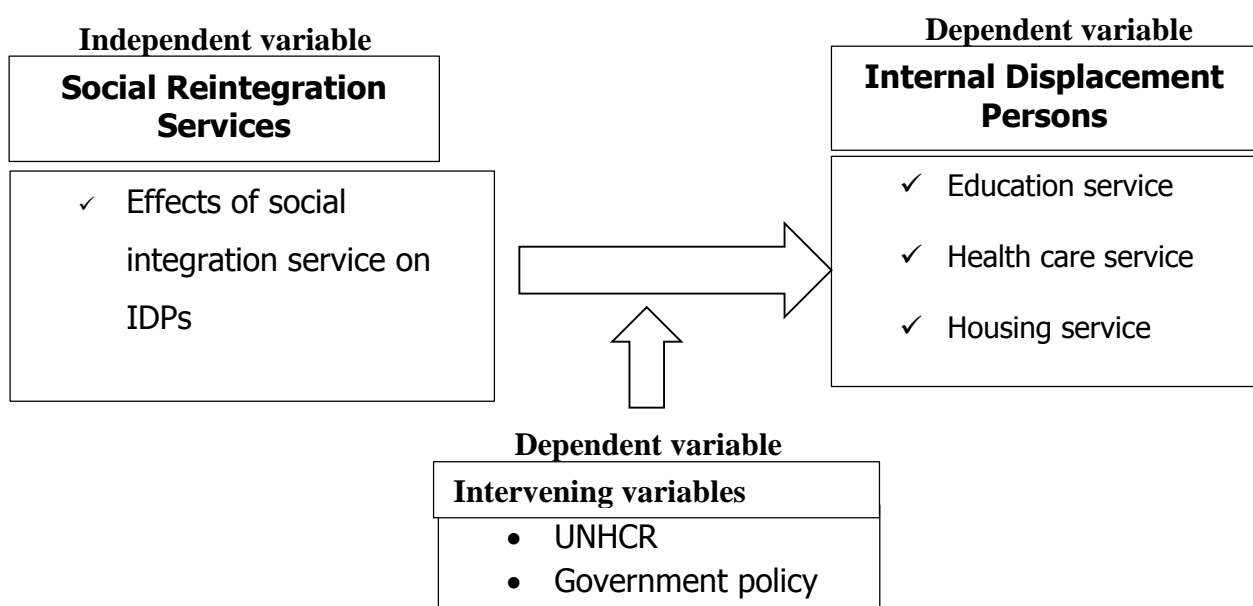 Independent variable
Social Reintegration
Services
✓ Effects of social
integration service on
IDPs
Dependent variable
Internal Displacement
Persons
✓ Education service
✓ Health care service
✓ Housing service
Dependent variable
Intervening variables
• UNHCR
• Government policy